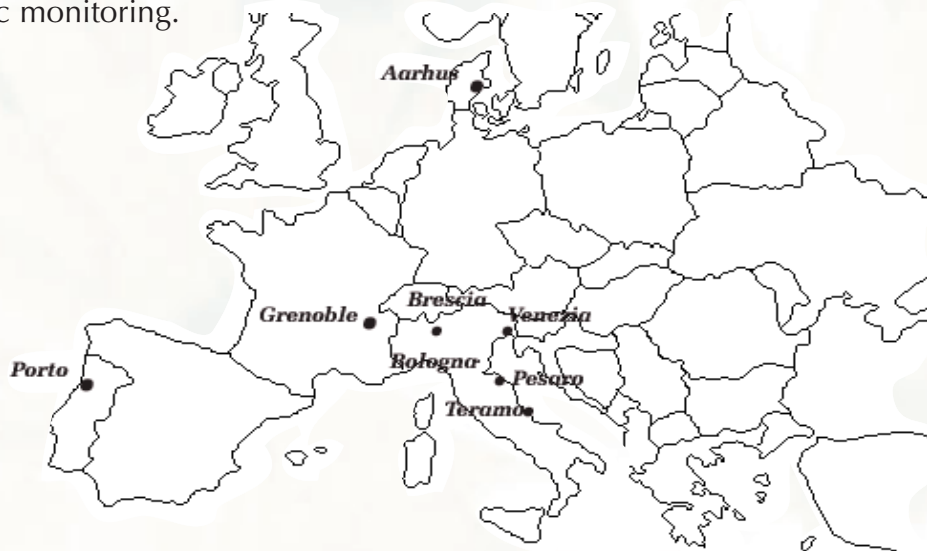 c monitoring.
Aarhus
Brescia
Grenoble
Venezia
Bologna
Porto
Pesaro
Teramo